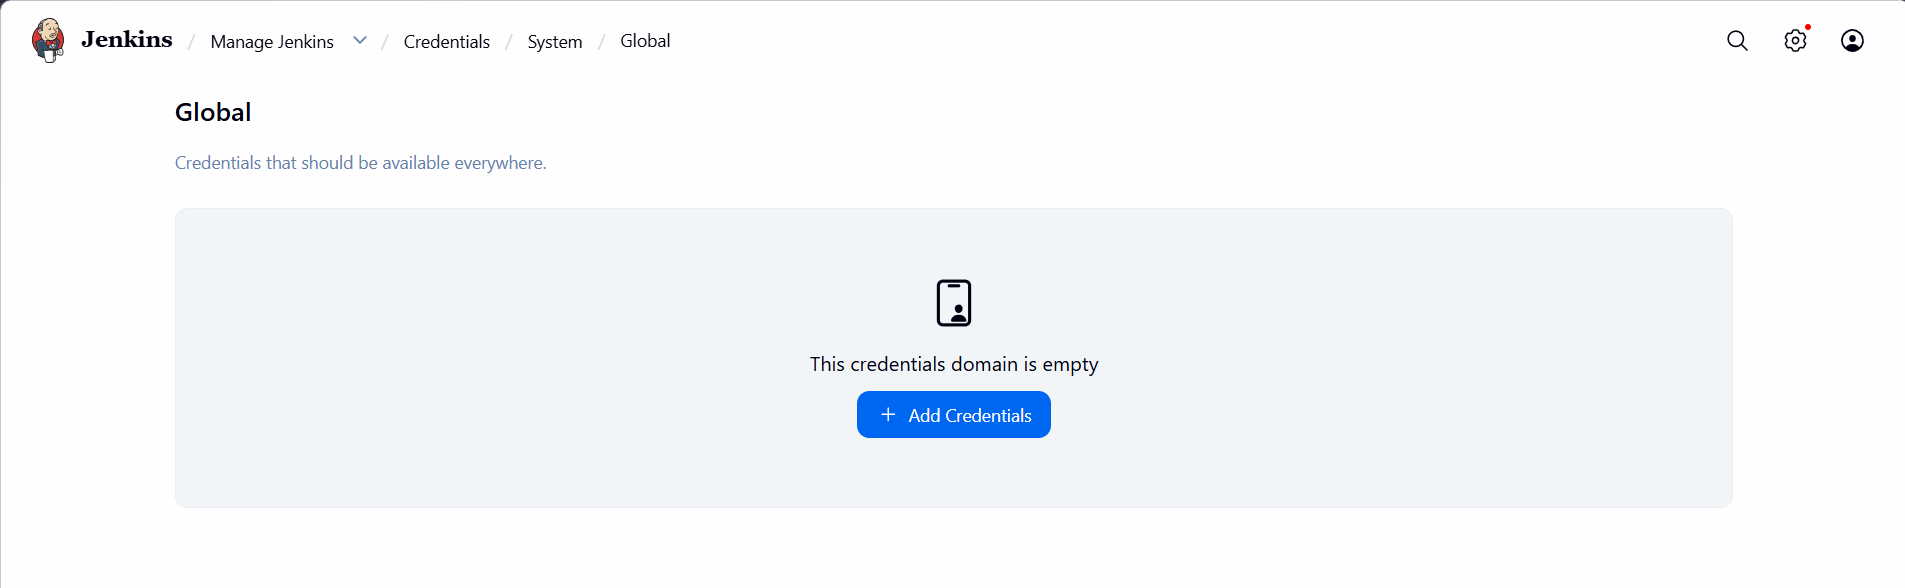 Jenkins / Manage Jenkins / Credentials / System / Global
Global
Credentials that should be available everywhere.
This credentials domain is empty
+ Add Credentials